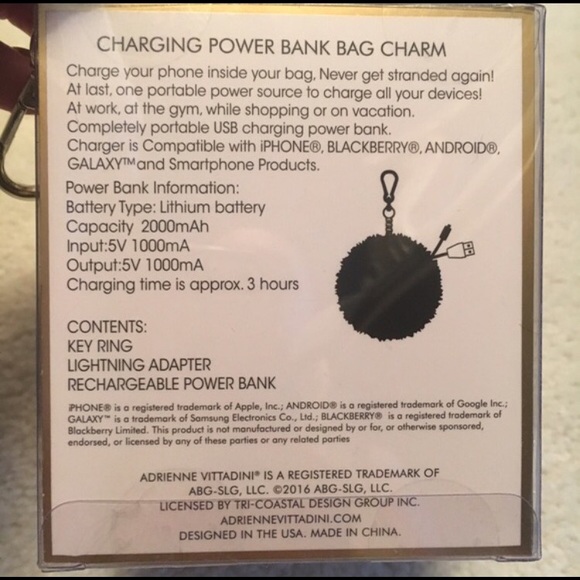 CHARGING POWER BANK BAG CHARM
Charge your phone inside your bag, Never get stranded again!
At last, one portable power source to charge all your devices!
At work, at the gym, while shopping or on vacation.
Completely portable USB charging power bank.
Charger is Compatible with iPHONE®, BLACKBERRY®, ANDROID®,
GALAXY™and Smartphone Products.
Power Bank Information:
Battery Type: Lithium battery
Capacity 2000mAh
Input:5V 1000mA
Output:5V 1000mA
Charging time is approx. 3 hours
CONTENTS:
KEY RING
LIGHTNING ADAPTER
RECHARGEABLE POWER BANK
iPHONE® is a registered trademark of Apple, Inc.; ANDROID® is a registered trademark of Google Inc.;
GALAXY™ is a trademark of Samsung Electronics Co., Ltd.; BLACKBERRY® is a registered trademark of
Blackberry Limited. This product is not manufactured or designed by or for, or otherwise sponsored,
endorsed, or licensed by any of these parties or any related parties
ADRIENNE VITTADINI® IS A REGISTERED TRADEMARK OF
ABG-SLG, LLC. ©2016 ABG-SLG, LLC.
LICENSED BY TRI-COASTAL DESIGN GROUP INC.
ADRIENNEVITTADINI.COM
DESIGNED IN THE USA. MADE IN CHINA.